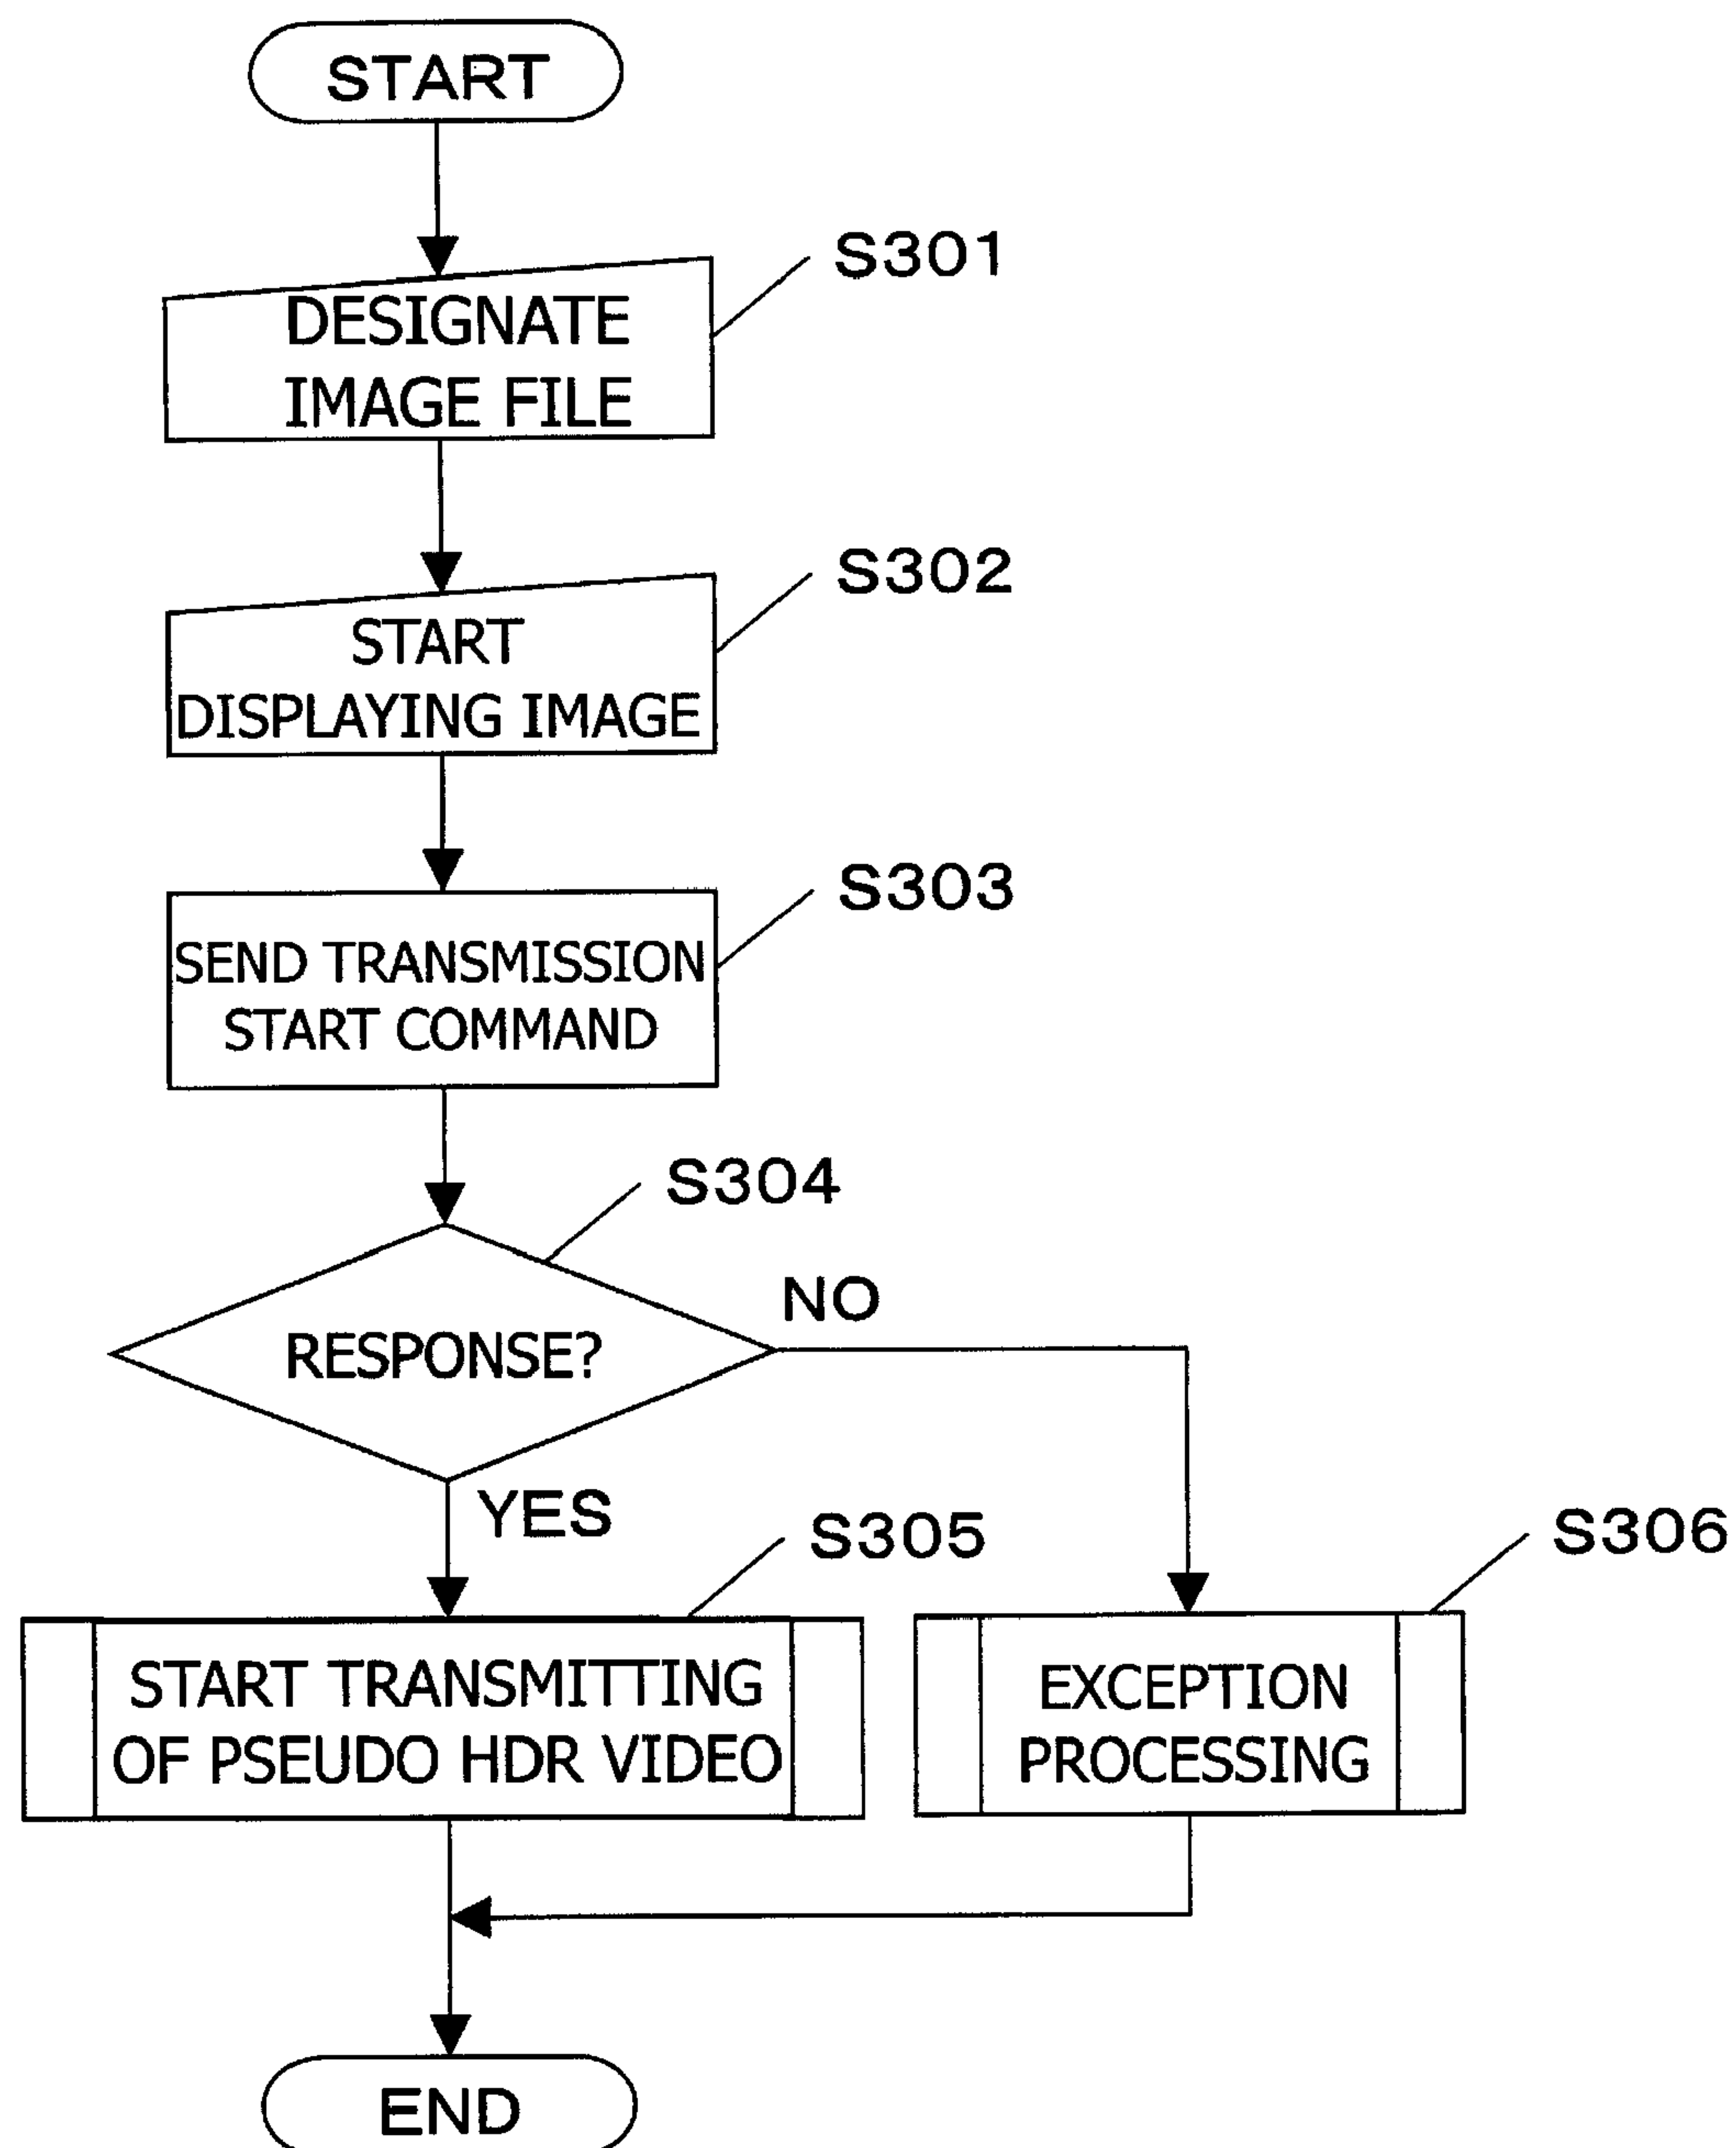 START
S301
DESIGNATE
IMAGE FILE
S302
START
DISPLAYING IMAGE
S303
SEND TRANSMISSION
START COMMAND
S304
NO
RESPONSE?
YES
S305
S306
START TRANSMITTING
OF PSEUDO HDR VIDEO
EXCEPTION
PROCESSING
END